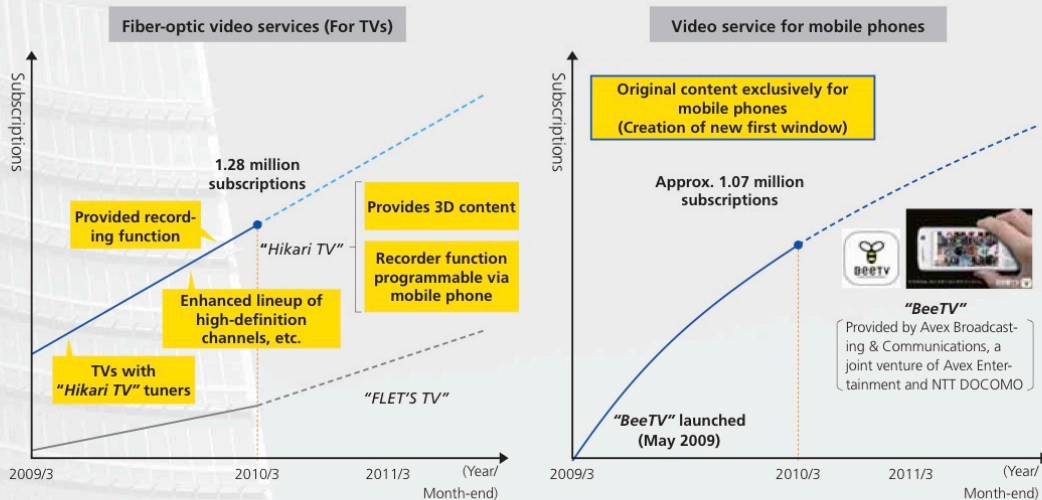 Fiber-optic video services (For TVs)
Subscriptions
1.28 million
subscriptions
Provided record-
ing function
"Hikari TV"
Provides 3D content
Recorder function
programmable via
mobile phone
Enhanced lineup of
high-definition
channels, etc.
TVs with
"Hikari TV" tuners
"FLET'S TV"
2009/3
2010/3
2011/3
(Year/
Month-end)
Video service for mobile phones
Subscriptions
Original content exclusively for
mobile phones
(Creation of new first window)
Approx. 1.07 million
subscriptions
BeeTV
"BeeTV"
Provided by Avex Broadcast-
ing & Communications, a
joint venture of Avex Enter-
tainment and NTT DOCOMO
"BeeTV" launched
(May 2009)
2009/3
2010/3
2011/3
(Year/
Month-end)